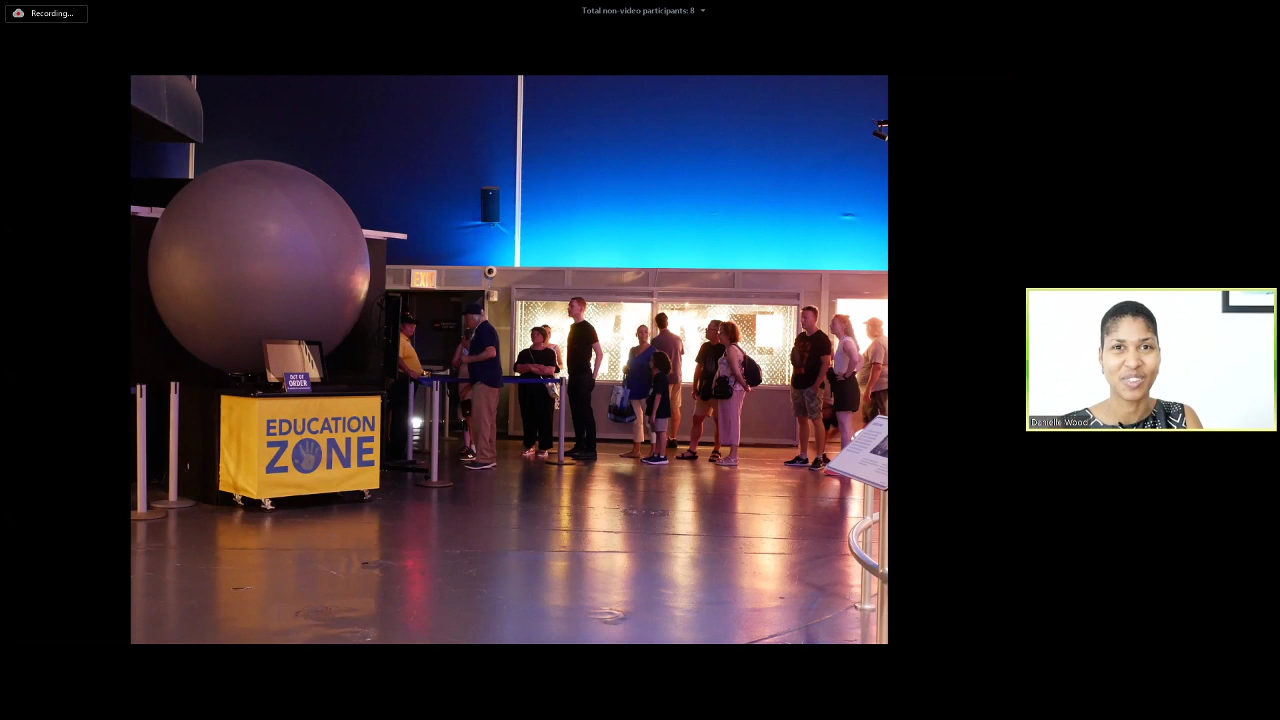 Recording...
Total non-video participants: 8
EXIT
OUT OF
ORDER
EDUCATION
ZONE
Danielle Wood